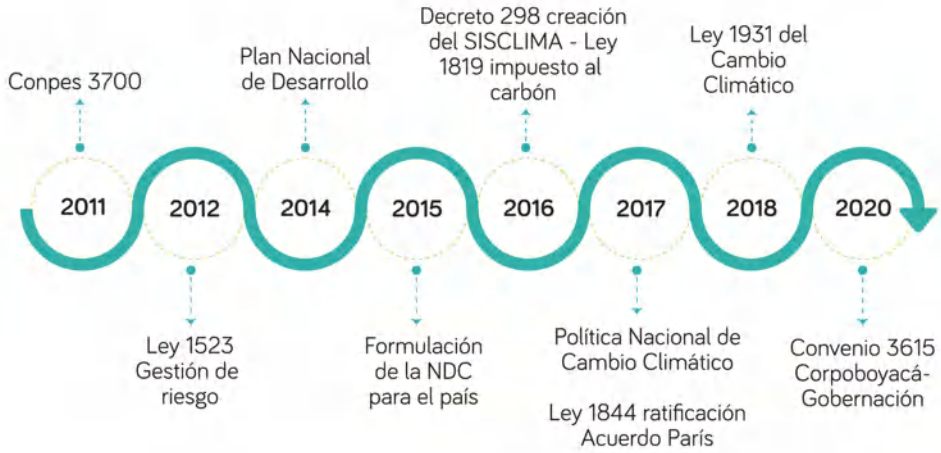 Conpes 3700
Plan Nacional
de Desarrollo
Decreto 298 creación
del SISCLIMA - Ley
1819 impuesto al
carbón
Ley 1931 del
Cambio
Climático
2011
2012
2014
2015
2016
2017
2018
2020
Ley 1523
Gestión de
riesgo
Formulación
de la NDC
para el país
Política Nacional de
Cambio Climático
Ley 1844 ratificación
Acuerdo París
Convenio 3615
Corpoboyacá-
Gobernación